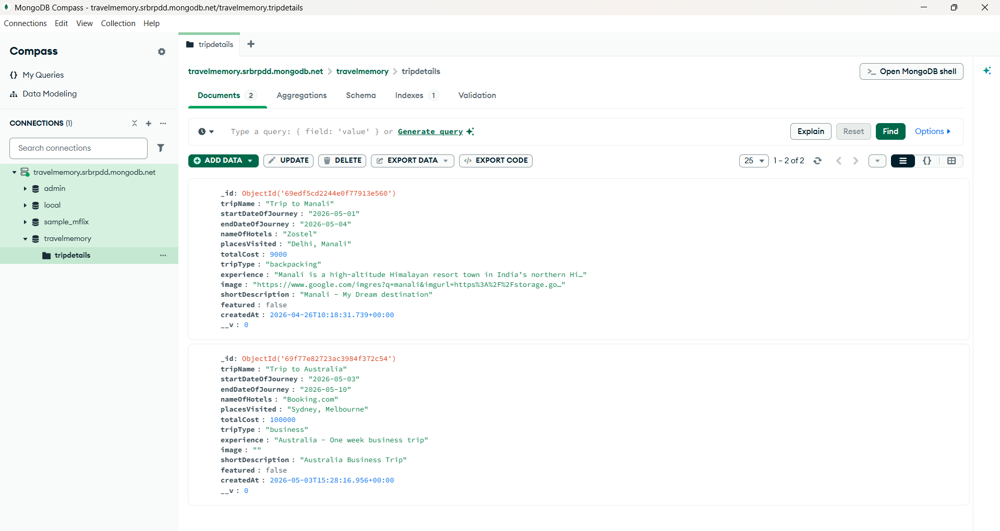 MongoDB Compass - travelmemory.srbrpdd.mongodb.net/travelmemory.tripdetails
Connections Edit View Collection Help
Compass
My Queries
Data Modeling
CONNECTIONS (1)
Search connections
travelmemory.srbrpdd.mongodb.net
admin
local
sample_mflix
travelmemory
tripdetails
tripdetails
travelmemory.srbrpdd.mongodb.net > travelmemory > tripdetails
>_ Open MongoDB shell
Documents 2 Aggregations Schema Indexes 1 Validation
Type a query: { field: 'value' } or Generate query
Explain Reset Find Options
ADD DATA UPDATE DELETE EXPORT DATA EXPORT CODE
25 1 – 2 of 2
_id: ObjectId('69edf5cd2244e0f77913e560')
tripName : "Trip to Manali"
startDateOfJourney : "2026-05-01"
endDateOfJourney : "2026-05-04"
nameOfHotels : "Zostel"
placesVisited : "Delhi, Manali"
totalCost : 9000
tripType : "backpacking"
experience : "Manali is a high-altitude Himalayan resort town in India’s northern Hi…"
image : "https://www.google.com/imgres?q=manali&imgurl=https%3A%2F%2Fstorage.go…"
shortDescription : "Manali - My Dream destination"
featured : false
createdAt : 2026-04-26T10:18:31.739+00:00
__v : 0
_id: ObjectId('69f77e82723ac3984f372c54')
tripName : "Trip to Australia"
startDateOfJourney : "2026-05-03"
endDateOfJourney : "2026-05-10"
nameOfHotels : "Booking.com"
placesVisited : "Sydney, Melbourne"
totalCost : 100000
tripType : "business"
experience : "Australia - One week business trip"
image : ""
shortDescription : "Australia Business Trip"
featured : false
createdAt : 2026-05-03T15:28:16.956+00:00
__v : 0